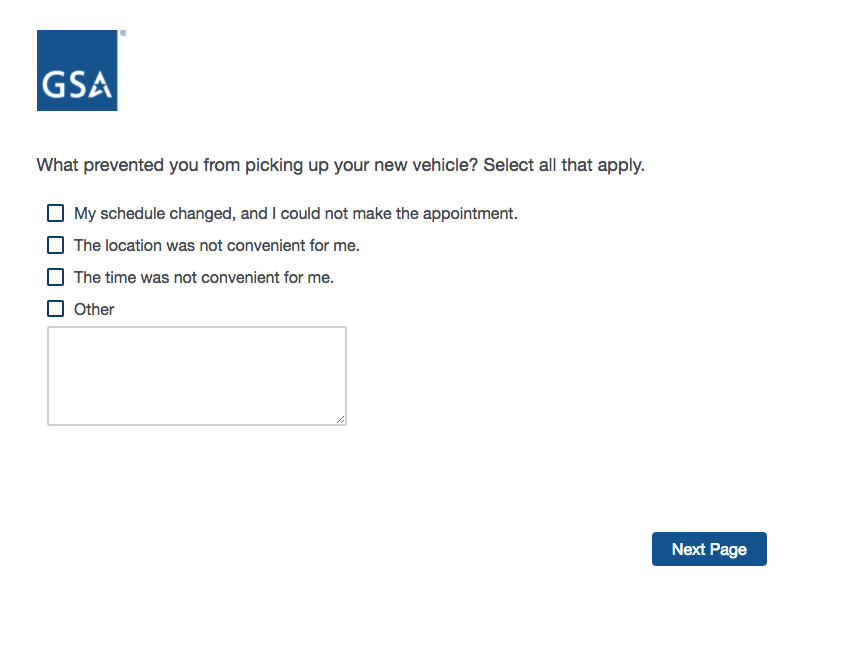 GSA®
What prevented you from picking up your new vehicle? Select all that apply.
My schedule changed, and I could not make the appointment.
The location was not convenient for me.
The time was not convenient for me.
Other
Next Page